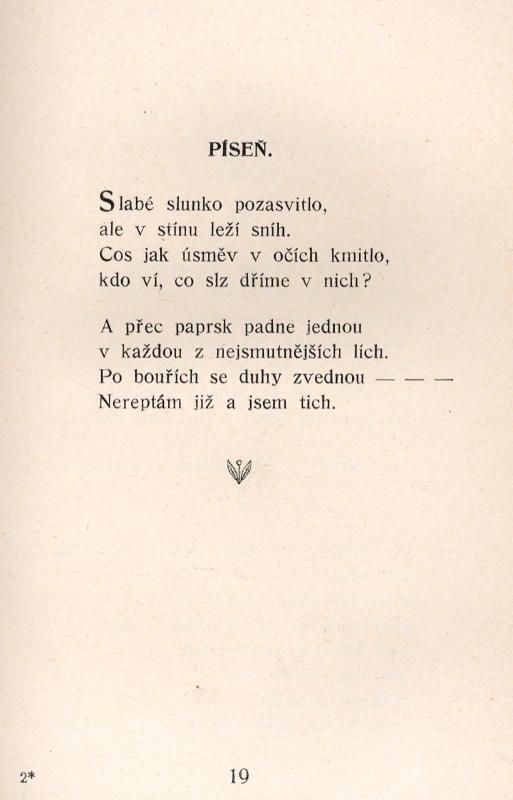 PÍSEŇ.
Slabé slunko pozasvitlo,
ale v stínu leží sníh.
Cos jak úsměv v očích kmitlo,
kdo ví, co slz dříme v nich?
A přec paprsk padne jednou
v každou z nejsmutnějších lích.
Po bouřích se duhy zvednou — — —
Nereptám již a jsem tich.
2* 19